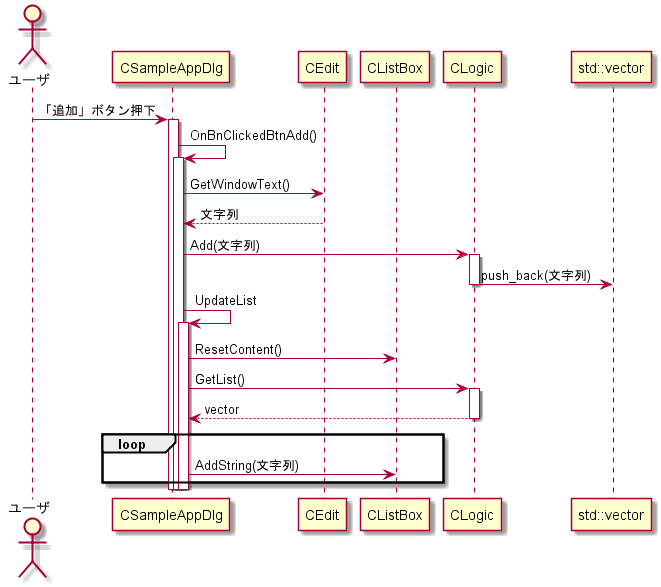 ユーザ
CSampleAppDlg
CEdit
CListBox
CLogic
std::vector
「追加」ボタン押下
OnBnClickedBtnAdd()
GetWindowText()
文字列
Add(文字列)
push_back(文字列)
UpdateList
ResetContent()
GetList()
vector
loop
AddString(文字列)
ユーザ
CSampleAppDlg
CEdit
CListBox
CLogic
std::vector